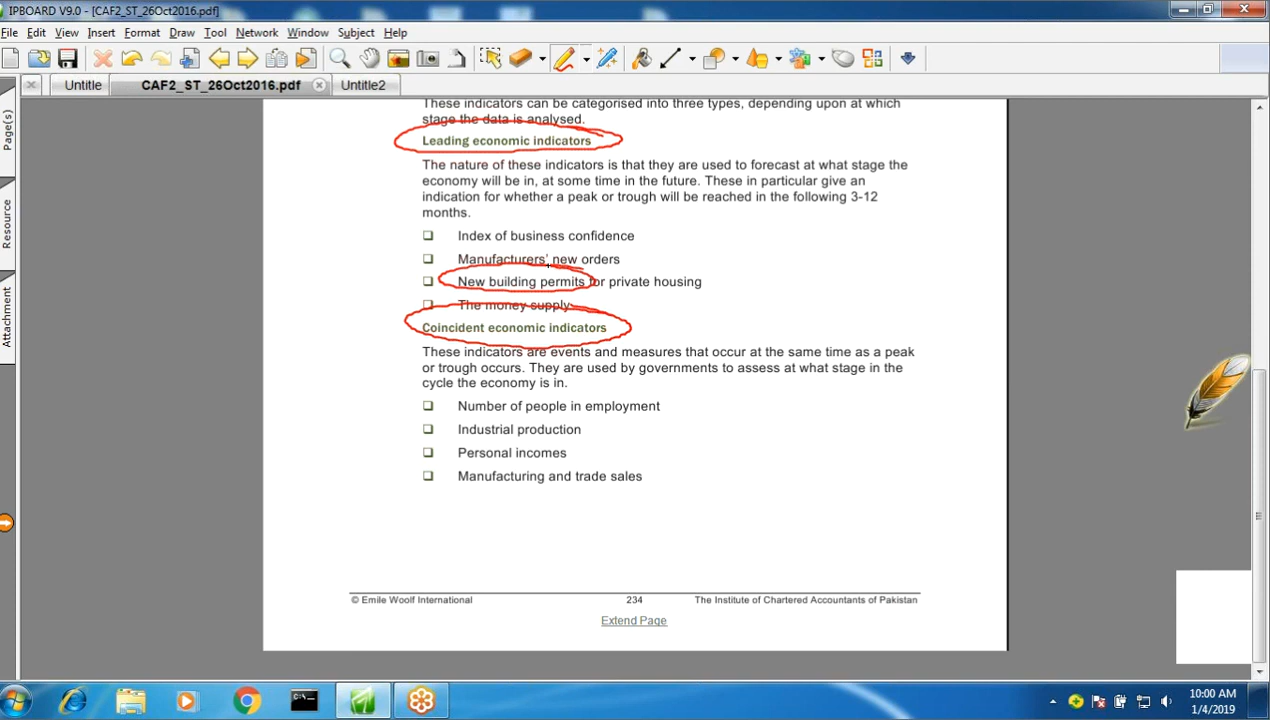 IPBOARD V9.0 - [CAF2_ST_26Oct2016.pdf]
File Edit View Insert Format Draw Tool Network Window Subject Help
Untitle CAF2_ST_26Oct2016.pdf Untitle2
Page(s)
Resource
Attachment
These indicators can be categorised into three types, depending upon at which
stage the data is analysed.
Leading economic indicators
The nature of these indicators is that they are used to forecast at what stage the
economy will be in, at some time in the future. These in particular give an
indication for whether a peak or trough will be reached in the following 3-12
months.
Index of business confidence
Manufacturers' new orders
New building permits for private housing
The money supply
Coincident economic indicators
These indicators are events and measures that occur at the same time as a peak
or trough occurs. They are used by governments to assess at what stage in the
cycle the economy is in.
Number of people in employment
Industrial production
Personal incomes
Manufacturing and trade sales
© Emile Woolf International 234 The Institute of Chartered Accountants of Pakistan
Extend Page
10:00 AM
1/4/2019